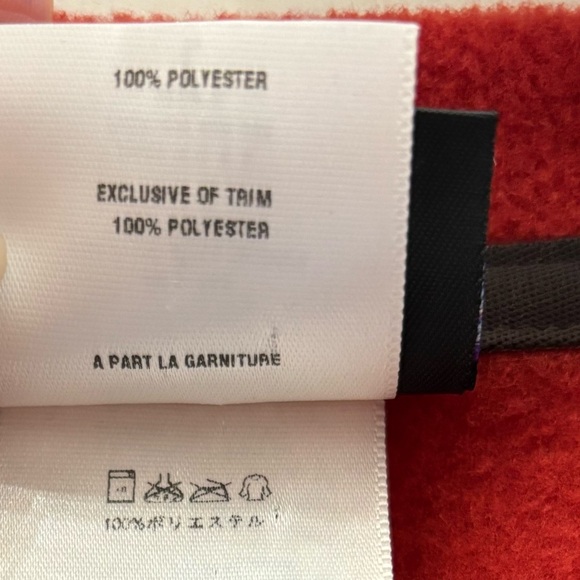 100% POLYESTER
EXCLUSIVE OF TRIM
100% POLYESTER
A PART LA GARNITURE
100%ポリエステル